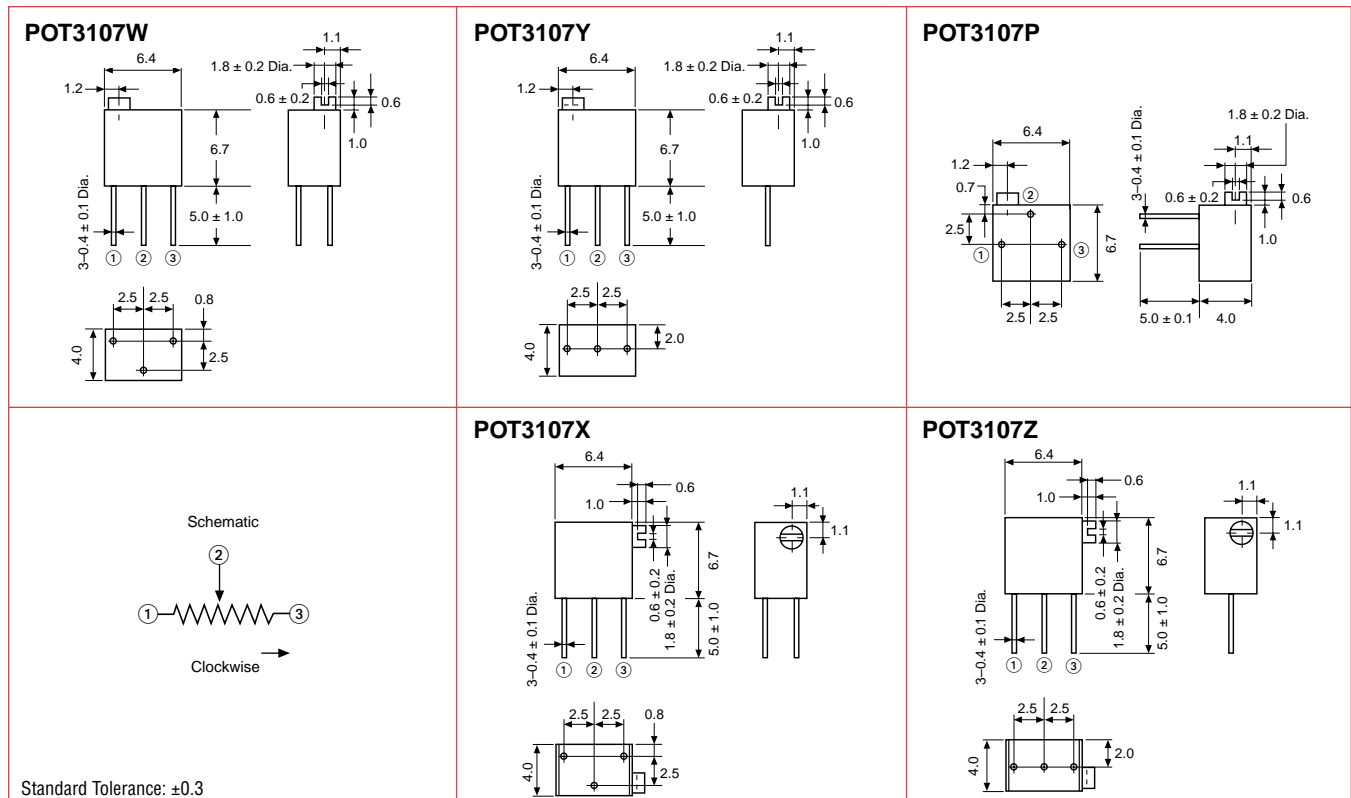 POT3107W
1.1
6.4
1.8 ± 0.2 Dia.
1.2
0.6 ± 0.2
0.6
1.0
6.7
3–0.4 ± 0.1 Dia.
5.0 ± 1.0
① ② ③
2.5 2.5 0.8
4.0
2.5
POT3107Y
1.1
6.4
1.8 ± 0.2 Dia.
1.2
0.6 ± 0.2
0.6
1.0
6.7
3–0.4 ± 0.1 Dia.
5.0 ± 1.0
① ② ③
2.5 2.5
4.0
2.0
POT3107P
1.8 ± 0.2 Dia.
6.4
1.1
3–0.4 ± 0.1 Dia.
1.2
0.7
②
0.6 ± 0.2
0.6
2.5
1.0
①
③
6.7
2.5 2.5
5.0 ± 0.1
4.0
Schematic
②
① ③
Clockwise
Standard Tolerance: ±0.3
POT3107X
6.4
0.6
1.0
1.1
1.1
6.7
0.6 ± 0.2
1.8 ± 0.2 Dia.
3–0.4 ± 0.1 Dia.
5.0 ± 1.0
① ② ③
2.5 2.5 0.8
4.0
2.5
POT3107Z
6.4
0.6
1.0
1.1
1.1
6.7
0.6 ± 0.2
1.8 ± 0.2 Dia.
3–0.4 ± 0.1 Dia.
5.0 ± 1.0
① ② ③
2.5 2.5
4.0
2.0